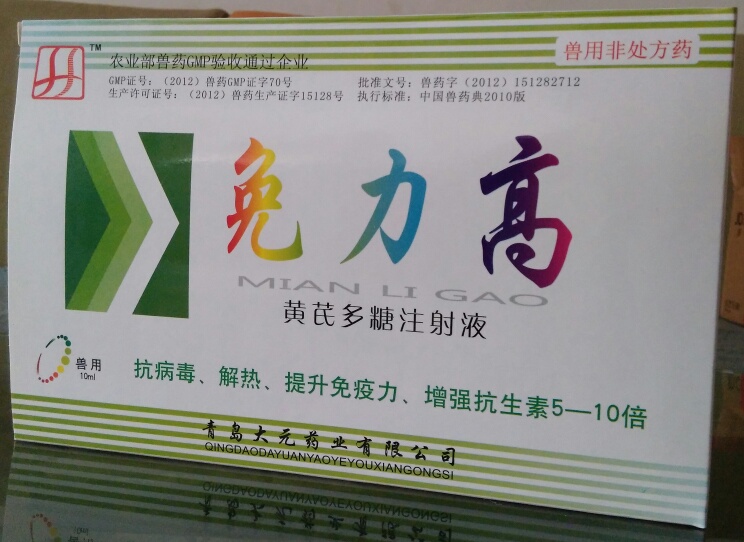 TM
农业部兽药GMP验收通过企业
兽用非处方药
GMP证号：（2012）兽药GMP证字70号
批准文号：兽药字（2012）151282712
生产许可证号：（2012）兽药生产证字15128号
执行标准：中国兽药典2010版
免力高
MIAN LI GAO
黄芪多糖注射液
兽用
10ml
抗病毒、解热、提升免疫力、增强抗生素5—10倍
青岛大元药业有限公司
QINGDAODAYUANYAOYEYOUXIANGONGSI